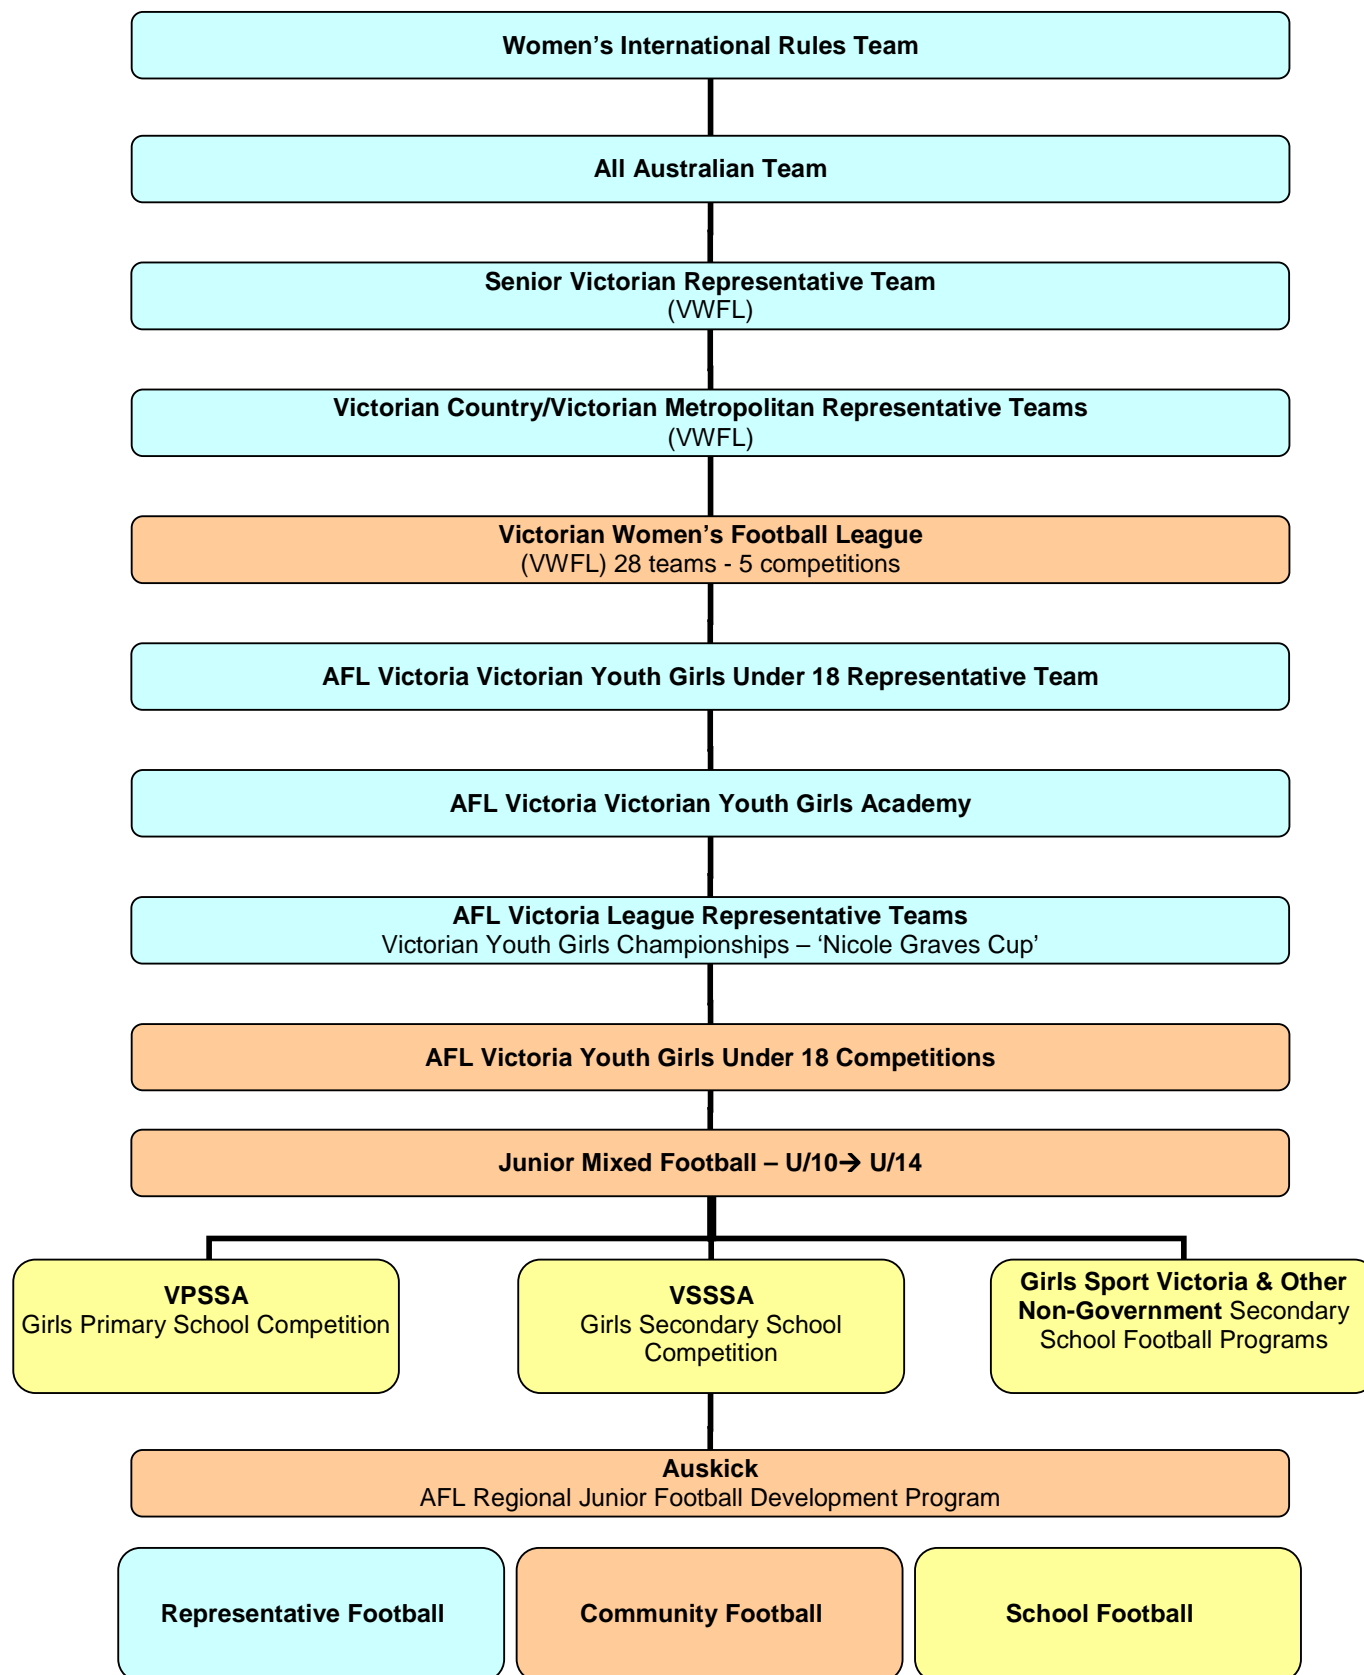 Women’s International Rules Team
All Australian Team
Senior Victorian Representative Team
(VWFL)
Victorian Country/Victorian Metropolitan Representative Teams
(VWFL)
Victorian Women’s Football League
(VWFL) 28 teams - 5 competitions
AFL Victoria Victorian Youth Girls Under 18 Representative Team
AFL Victoria Victorian Youth Girls Academy
AFL Victoria League Representative Teams
Victorian Youth Girls Championships – ‘Nicole Graves Cup’
AFL Victoria Youth Girls Under 18 Competitions
Junior Mixed Football – U/10→ U/14
VPSSA
Girls Primary School Competition
VSSSA
Girls Secondary School
Competition
Girls Sport Victoria & Other
Non-Government Secondary
School Football Programs
Auskick
AFL Regional Junior Football Development Program
Representative Football
Community Football
School Football